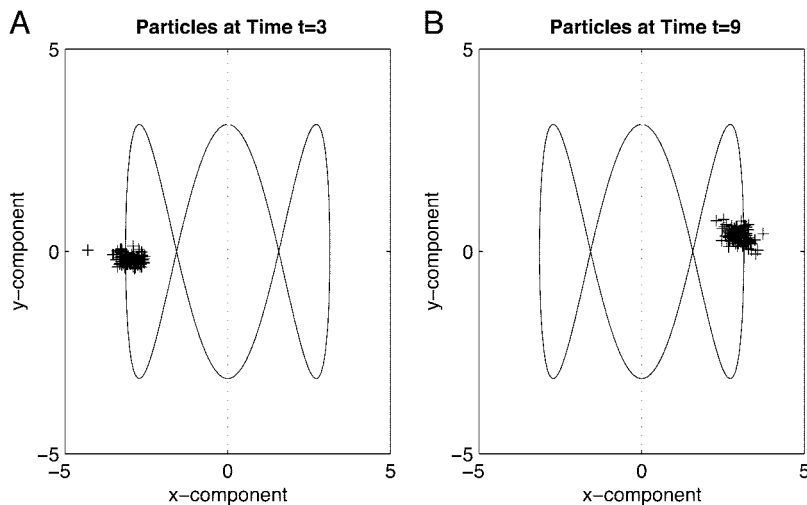 A
Particles at Time t=3
5
0
−5
−5
0
5
y−component
x−component
B
Particles at Time t=9
5
0
−5
−5
0
5
y−component
x−component